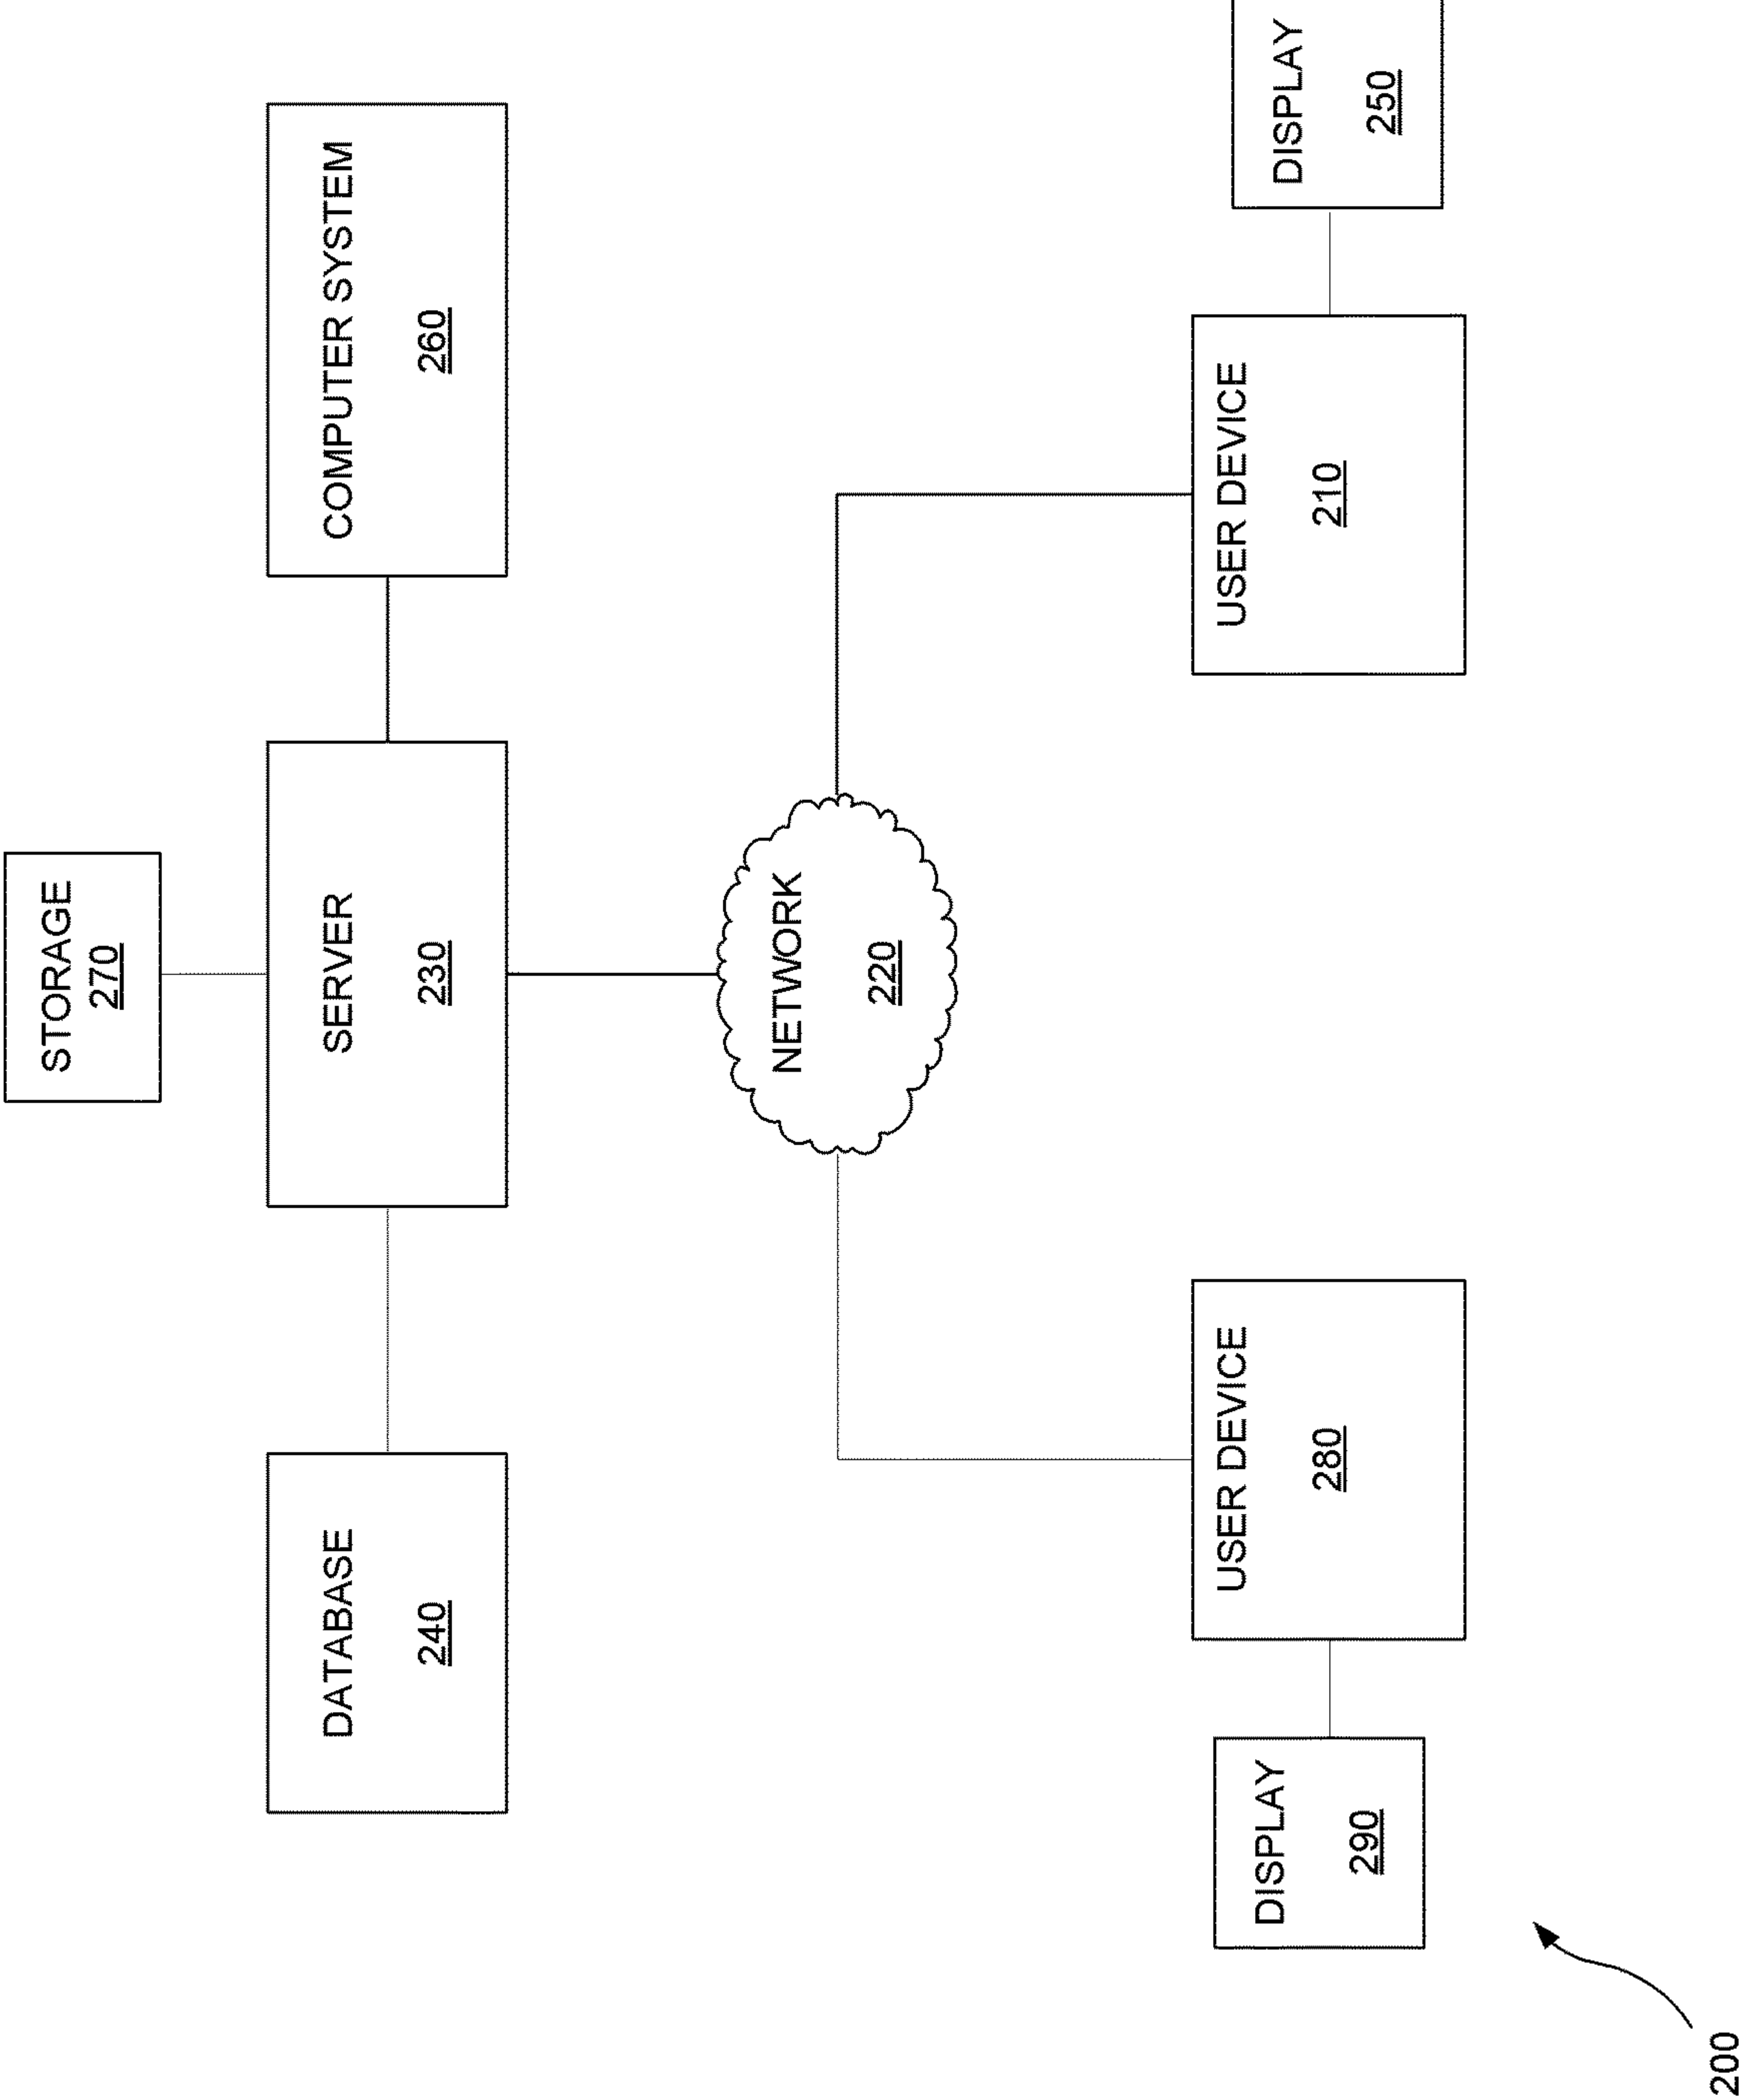 STORAGE
270
DATABASE
240
SERVER
230
COMPUTER SYSTEM
260
NETWORK
220
DISPLAY
290
USER DEVICE
280
USER DEVICE
210
DISPLAY
250
200